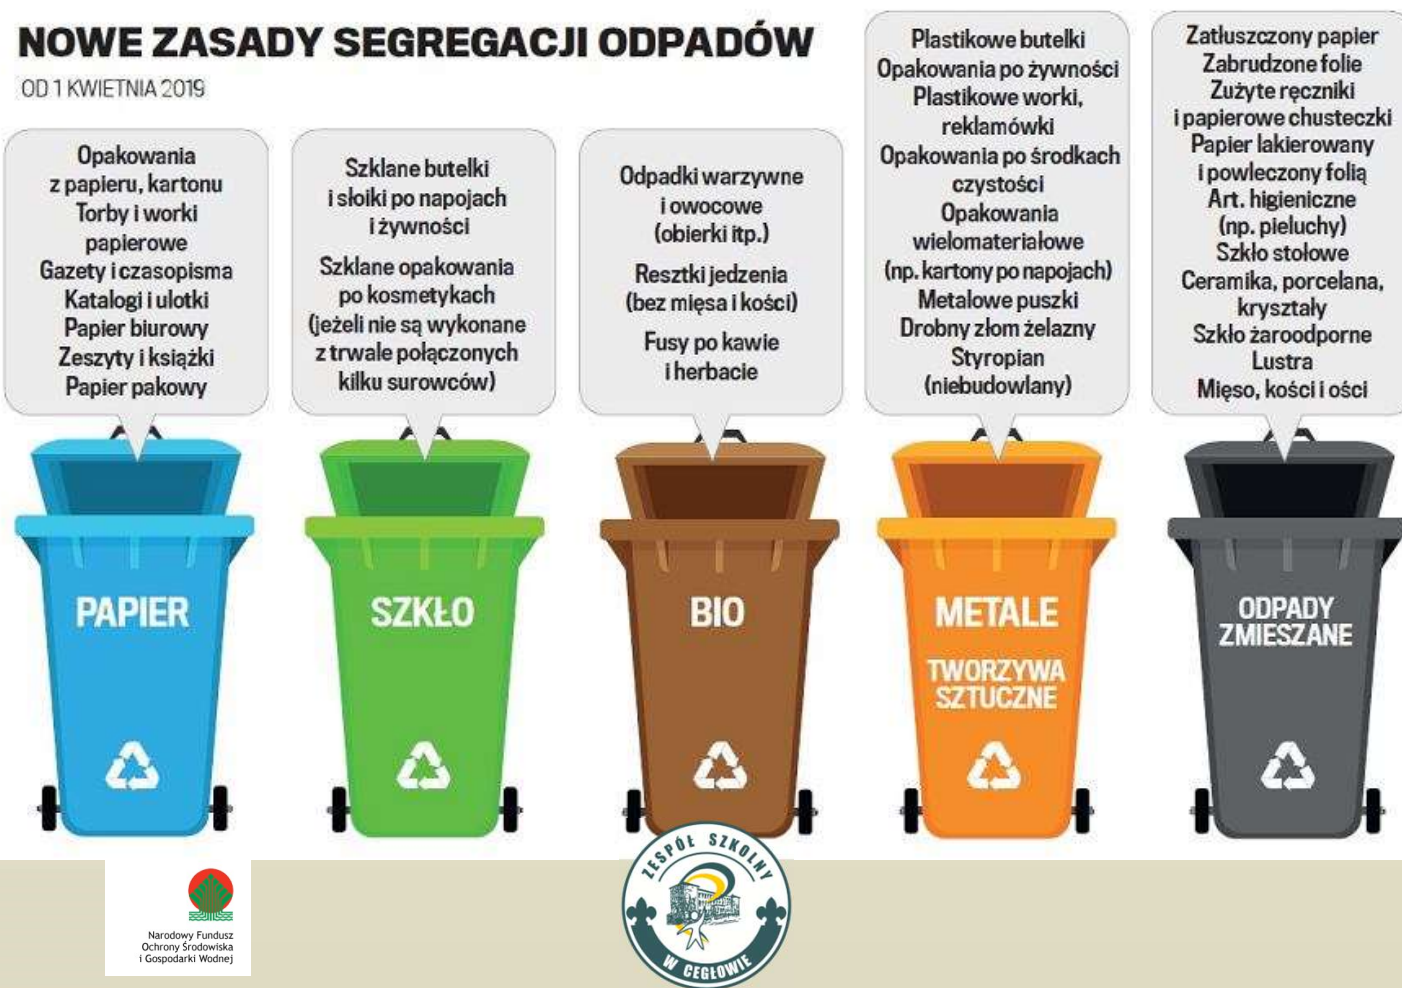 NOWE ZASADY SEGREGACJI ODPADÓW
OD 1 KWIETNIA 2019
Opakowania
z papieru, kartonu
Torby i worki
papierowe
Gazety i czasopisma
Katalogi i ulotki
Papier biurowy
Zeszyty i książki
Papier pakowy
Szklane butelki
i słoiki po napojach
i żywności
Szklane opakowania
po kosmetykach
(jeżeli nie są wykonane
z trwale połączonych
kilku surowców)
Odpadki warzywne
i owocowe
(obierki itp.)
Resztki jedzenia
(bez mięsa i kości)
Fusy po kawie
i herbacie
Plastikowe butelki
Opakowania po żywności
Plastikowe worki,
reklamówki
Opakowania po środkach
czystości
Opakowania
wielomateriałowe
(np. kartony po napojach)
Metalowe puszki
Drobny złom żelazny
Styropian
(niebudowlany)
Zatłuszczony papier
Zabrudzone folie
Zużyte ręczniki
i papierowe chusteczki
Papier lakierowany
i powleczony folią
Art. higieniczne
(np. pieluchy)
Szkło stołowe
Ceramika, porcelana,
kryształy
Szkło żaroodporne
Lustra
Mięso, kości i ości
PAPIER
SZKŁO
BIO
METALE
TWORZYWA
SZTUCZNE
ODPADY
ZMIESZANE
Narodowy Fundusz
Ochrony Środowiska
i Gospodarki Wodnej
ZESPÓŁ SZKOLNY
W CEGŁOWIE